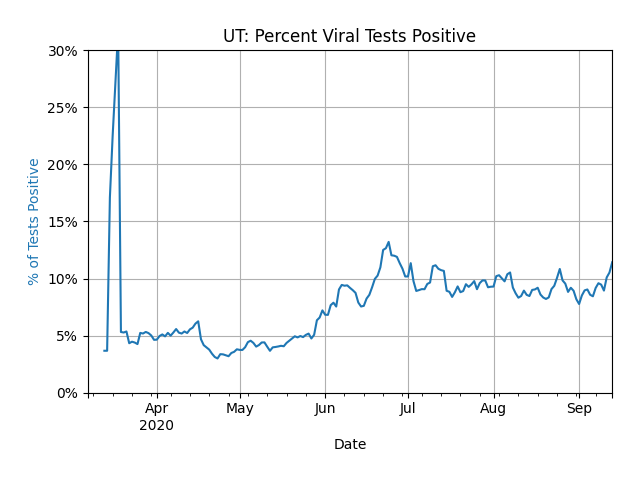 UT: Percent Viral Tests Positive
30%
25%
20%
15%
10%
5%
0%
% of Tests Positive
Apr
2020
May
Jun
Jul
Aug
Sep
Date